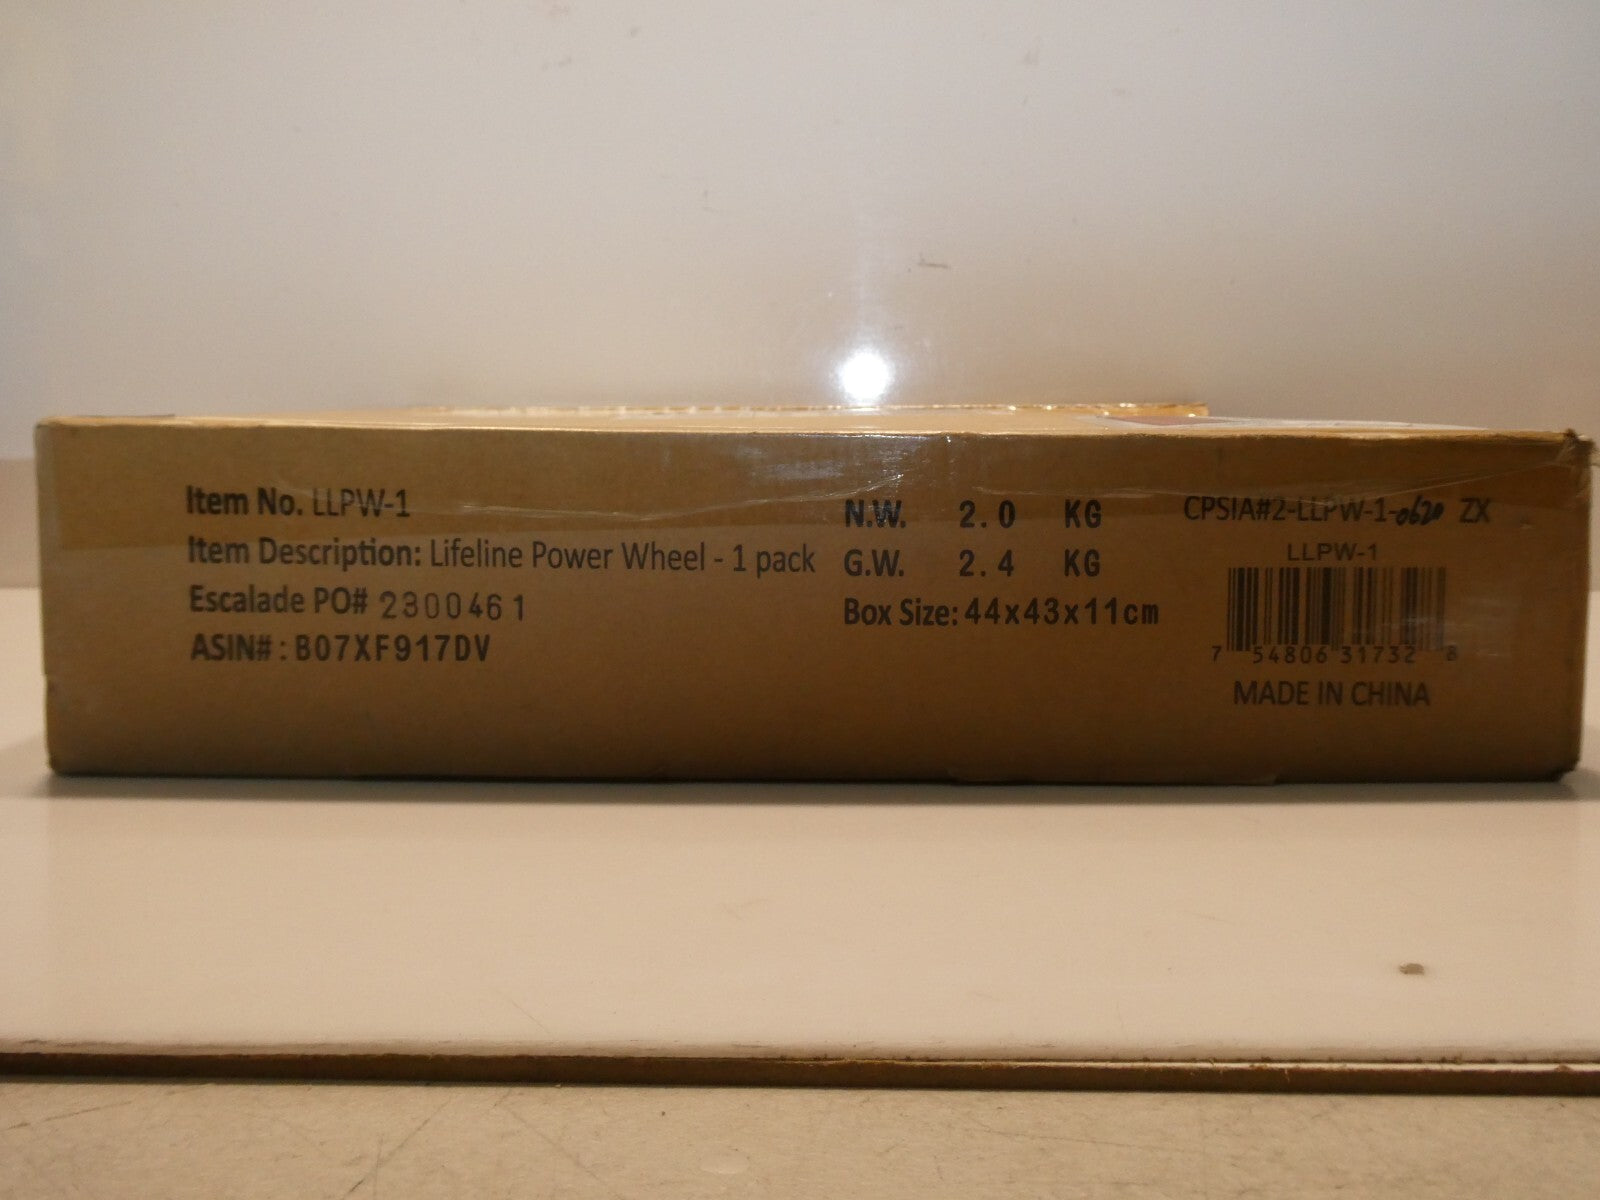 Item No. LLPW-1
Item Description: Lifeline Power Wheel - 1 pack
Escalade PO# 2300461
ASIN#: B07XF917DV
N.W. 2.0 KG
G.W. 2.4 KG
Box Size: 44x43x11cm
CPSIA#2-LLPW-1-0620 ZX
LLPW-1
7 54806 31732 8
MADE IN CHINA